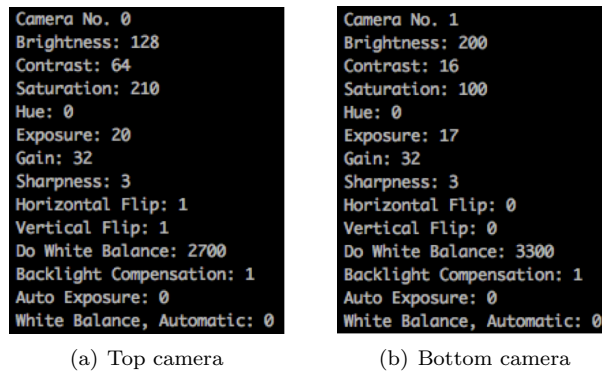 Camera No. 0
Brightness: 128
Contrast: 64
Saturation: 210
Hue: 0
Exposure: 20
Gain: 32
Sharpness: 3
Horizontal Flip: 1
Vertical Flip: 1
Do White Balance: 2700
Backlight Compensation: 1
Auto Exposure: 0
White Balance, Automatic: 0
(a) Top camera
Camera No. 1
Brightness: 200
Contrast: 16
Saturation: 100
Hue: 0
Exposure: 17
Gain: 32
Sharpness: 3
Horizontal Flip: 0
Vertical Flip: 0
Do White Balance: 3300
Backlight Compensation: 1
Auto Exposure: 0
White Balance, Automatic: 0
(b) Bottom camera